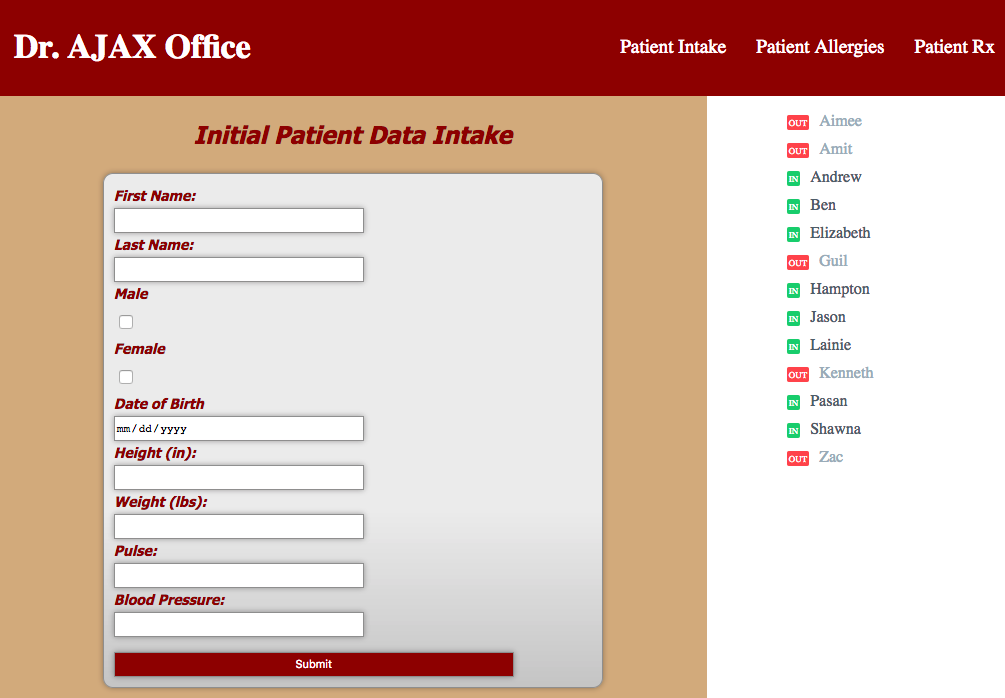 Dr. AJAX Office
Patient Intake Patient Allergies Patient Rx
Initial Patient Data Intake
First Name:
Last Name:
Male
Female
Date of Birth
mm/dd/yyyy
Height (in):
Weight (lbs):
Pulse:
Blood Pressure:
Submit
OUT Aimee
OUT Amit
IN Andrew
IN Ben
IN Elizabeth
OUT Guil
IN Hampton
IN Jason
IN Lainie
OUT Kenneth
IN Pasan
IN Shawna
OUT Zac